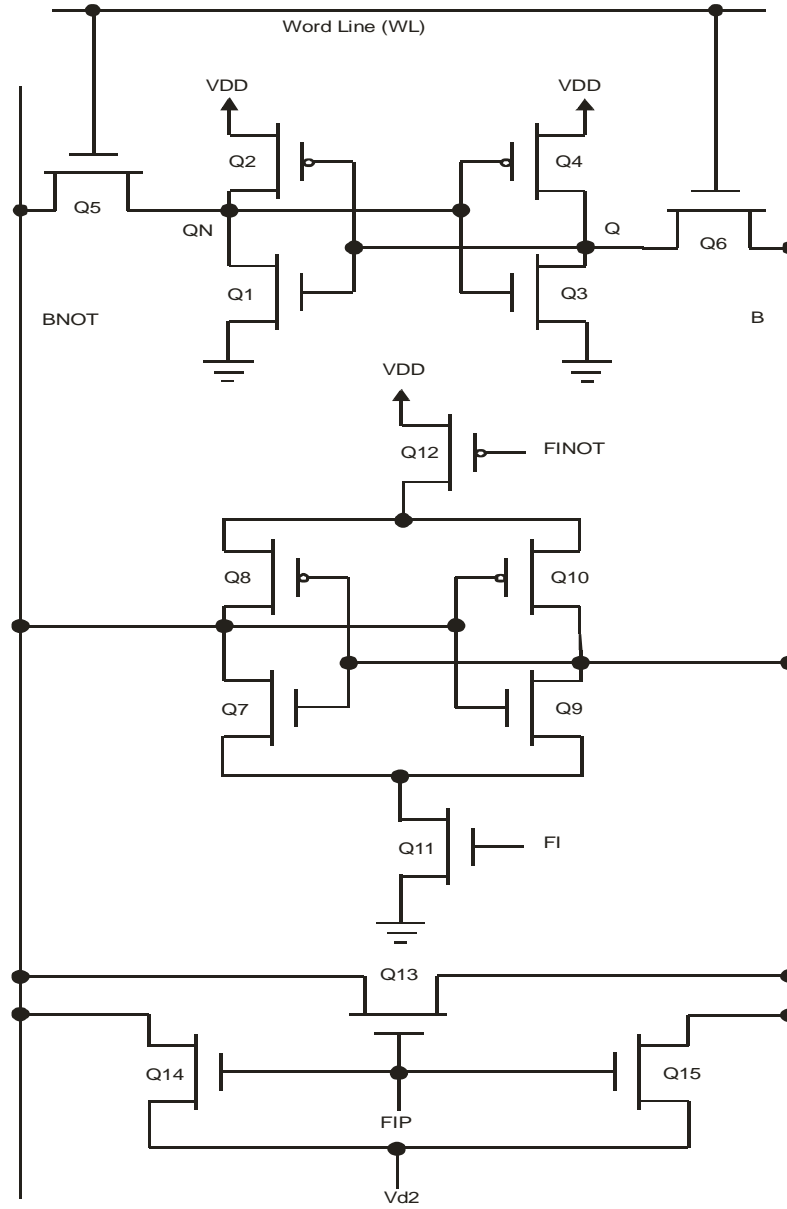 Word Line (WL)
VDD
VDD
Q2
Q4
Q5
QN
Q
Q6
Q1
Q3
BNOT
B
VDD
Q12
FINOT
Q8
Q10
Q7
Q9
Q11
FI
Q13
Q14
Q15
FIP
Vd2